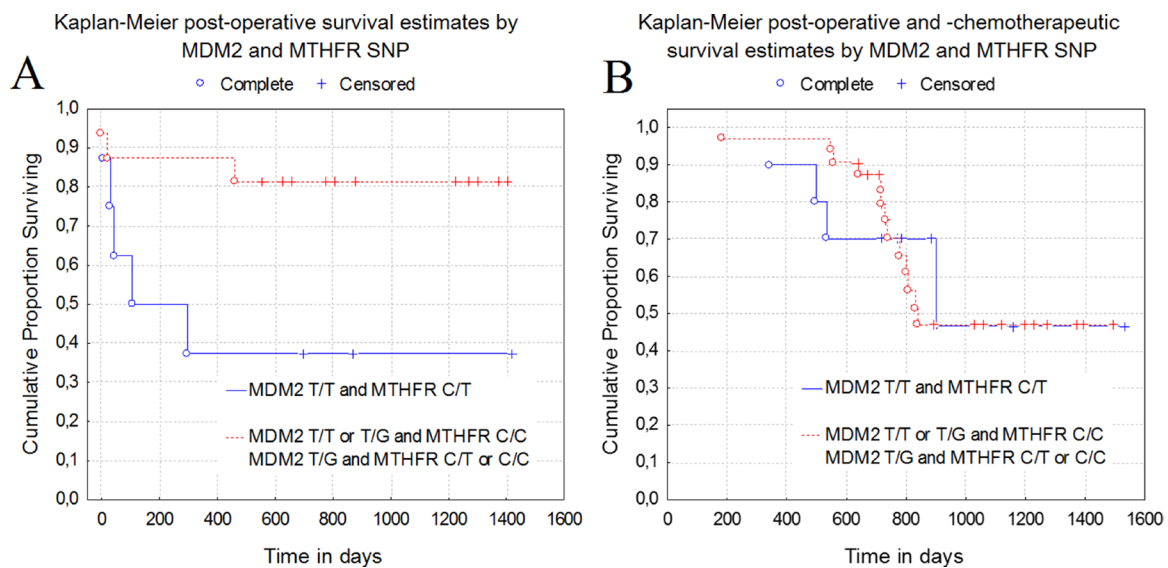 Kaplan-Meier post-operative survival estimates by
MDM2 and MTHFR SNP
A
Complete Censored
1,0
0,9
0,8
0,7
0,6
0,5
0,4
0,3
0,2
0,1
0,0
Cumulative Proportion Surviving
MDM2 T/T and MTHFR C/T
MDM2 T/T or T/G and MTHFR C/C
MDM2 T/G and MTHFR C/T or C/C
0 200 400 600 800 1000 1200 1400 1600
Time in days
Kaplan-Meier post-operative and -chemotherapeutic
survival estimates by MDM2 and MTHFR SNP
B
Complete Censored
1,0
0,9
0,8
0,7
0,6
0,5
0,4
0,3
0,2
0,1
0,0
Cumulative Proportion Surviving
MDM2 T/T and MTHFR C/T
MDM2 T/T or T/G and MTHFR C/C
MDM2 T/G and MTHFR C/T or C/C
0 200 400 600 800 1000 1200 1400 1600
Time in days